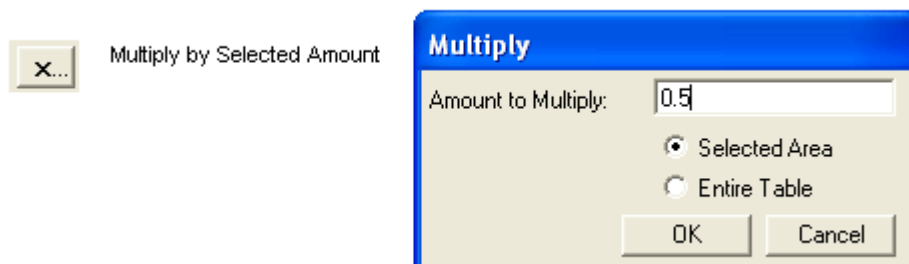 x...
Multiply by Selected Amount
Multiply
Amount to Multiply: 0.5
Selected Area
Entire Table
OK Cancel